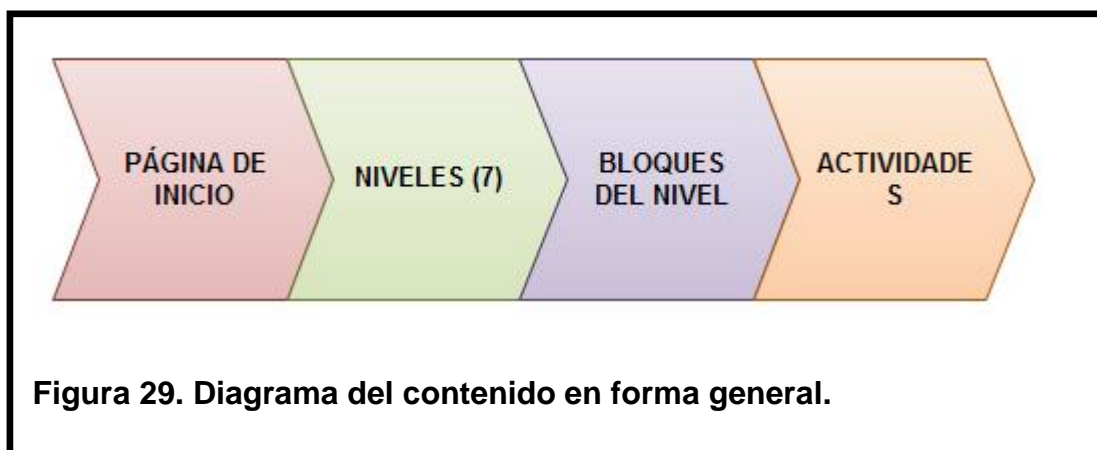 PÁGINA DE
INICIO
NIVELES (7)
BLOQUES
DEL NIVEL
ACTIVIDADE
S
Figura 29. Diagrama del contenido en forma general.